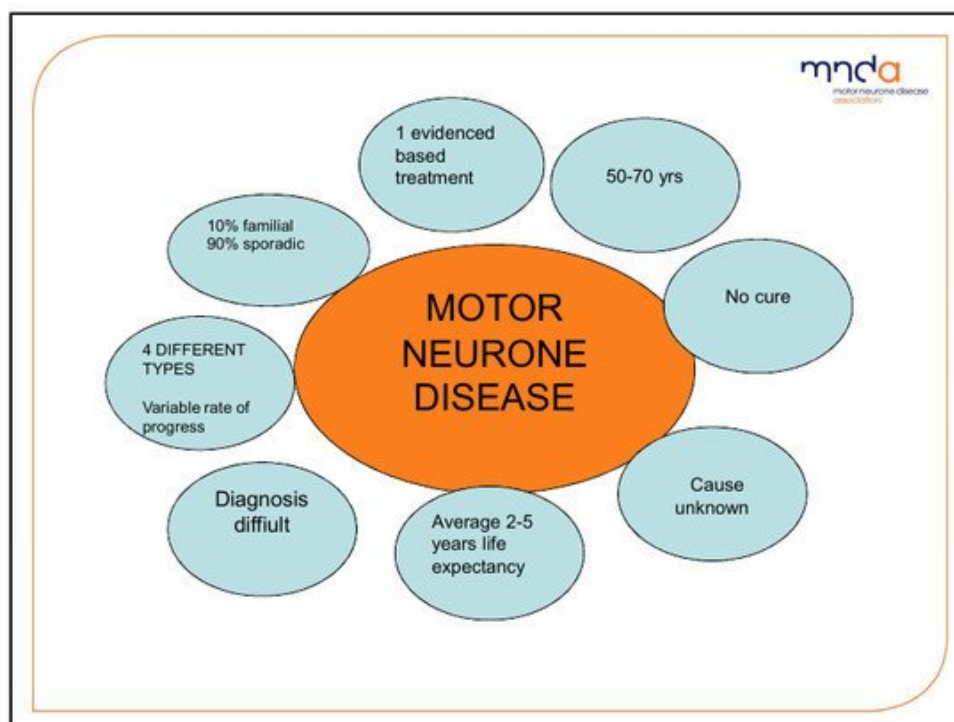 mnda
motor neurone disease
association
1 evidenced
based
treatment
50-70 yrs
10% familial
90% sporadic
No cure
MOTOR
NEURONE
DISEASE
4 DIFFERENT
TYPES
Variable rate of
progress
Cause
unknown
Diagnosis
diffiult
Average 2-5
years life
expectancy